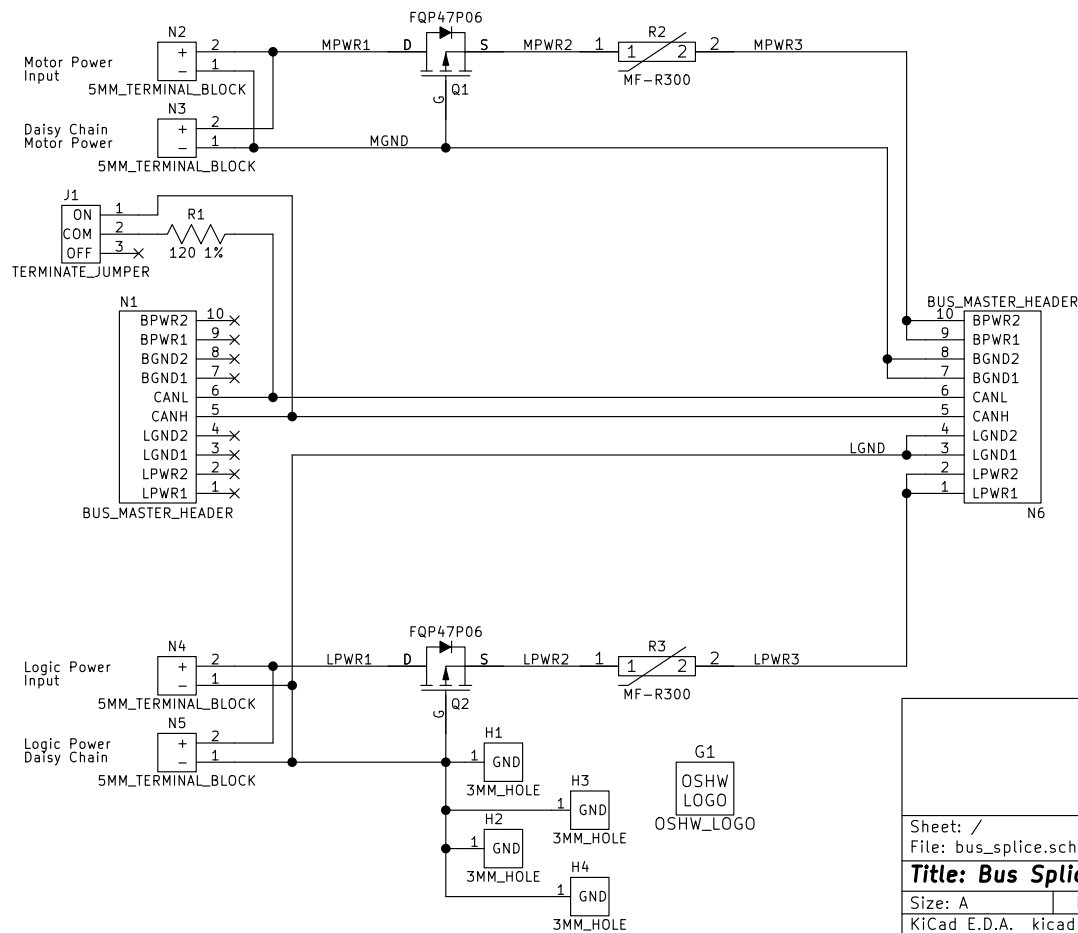 FQP47P06
N2
2
+
1
−
5MM_TERMINAL_BLOCK
Motor Power
Input
MPWR1
D
S
G
Q1
MPWR2
1
R2
1 2
2
MF-R300
MPWR3
N3
2
+
1
−
5MM_TERMINAL_BLOCK
Daisy Chain
Motor Power
MGND
J1
ON 1
COM 2
OFF 3
TERMINATE_JUMPER
R1
120 1%
N1
BPWR2 10
BPWR1 9
BGND2 8
BGND1 7
CANL 6
CANH 5
LGND2 4
LGND1 3
LPWR2 2
LPWR1 1
BUS_MASTER_HEADER
BUS_MASTER_HEADER
10 BPWR2
9 BPWR1
8 BGND2
7 BGND1
6 CANL
5 CANH
4 LGND2
3 LGND1
2 LPWR2
1 LPWR1
N6
LGND
FQP47P06
N4
2
+
1
−
5MM_TERMINAL_BLOCK
Logic Power
Input
LPWR1
D
S
G
Q2
LPWR2
1
R3
1 2
2
MF-R300
LPWR3
N5
2
+
1
−
5MM_TERMINAL_BLOCK
Logic Power
Daisy Chain
H1
1 GND
3MM_HOLE
H3
1 GND
3MM_HOLE
H2
1 GND
3MM_HOLE
H4
1 GND
3MM_HOLE
G1
OSHW
LOGO
OSHW_LOGO
Sheet: /
File: bus_splice.sch
Title: Bus Splic
Size: A
KiCad E.D.A. kicad